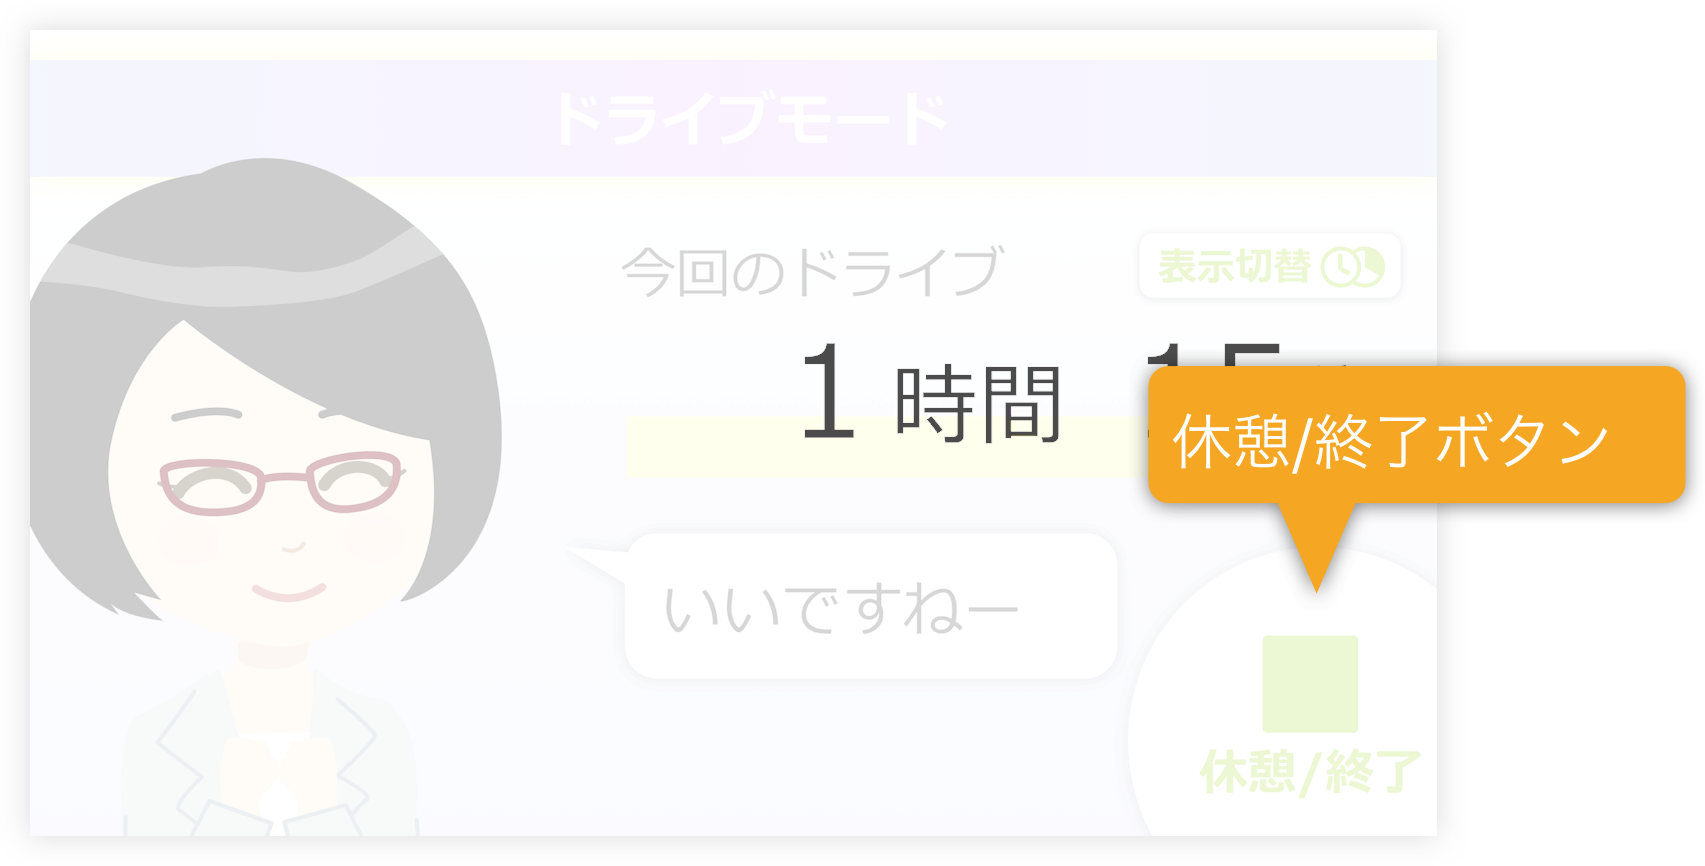 ドライブモード
今回のドライブ
表示切替
1 時間 15
休憩/終了ボタン
いいですねー
休憩/終了